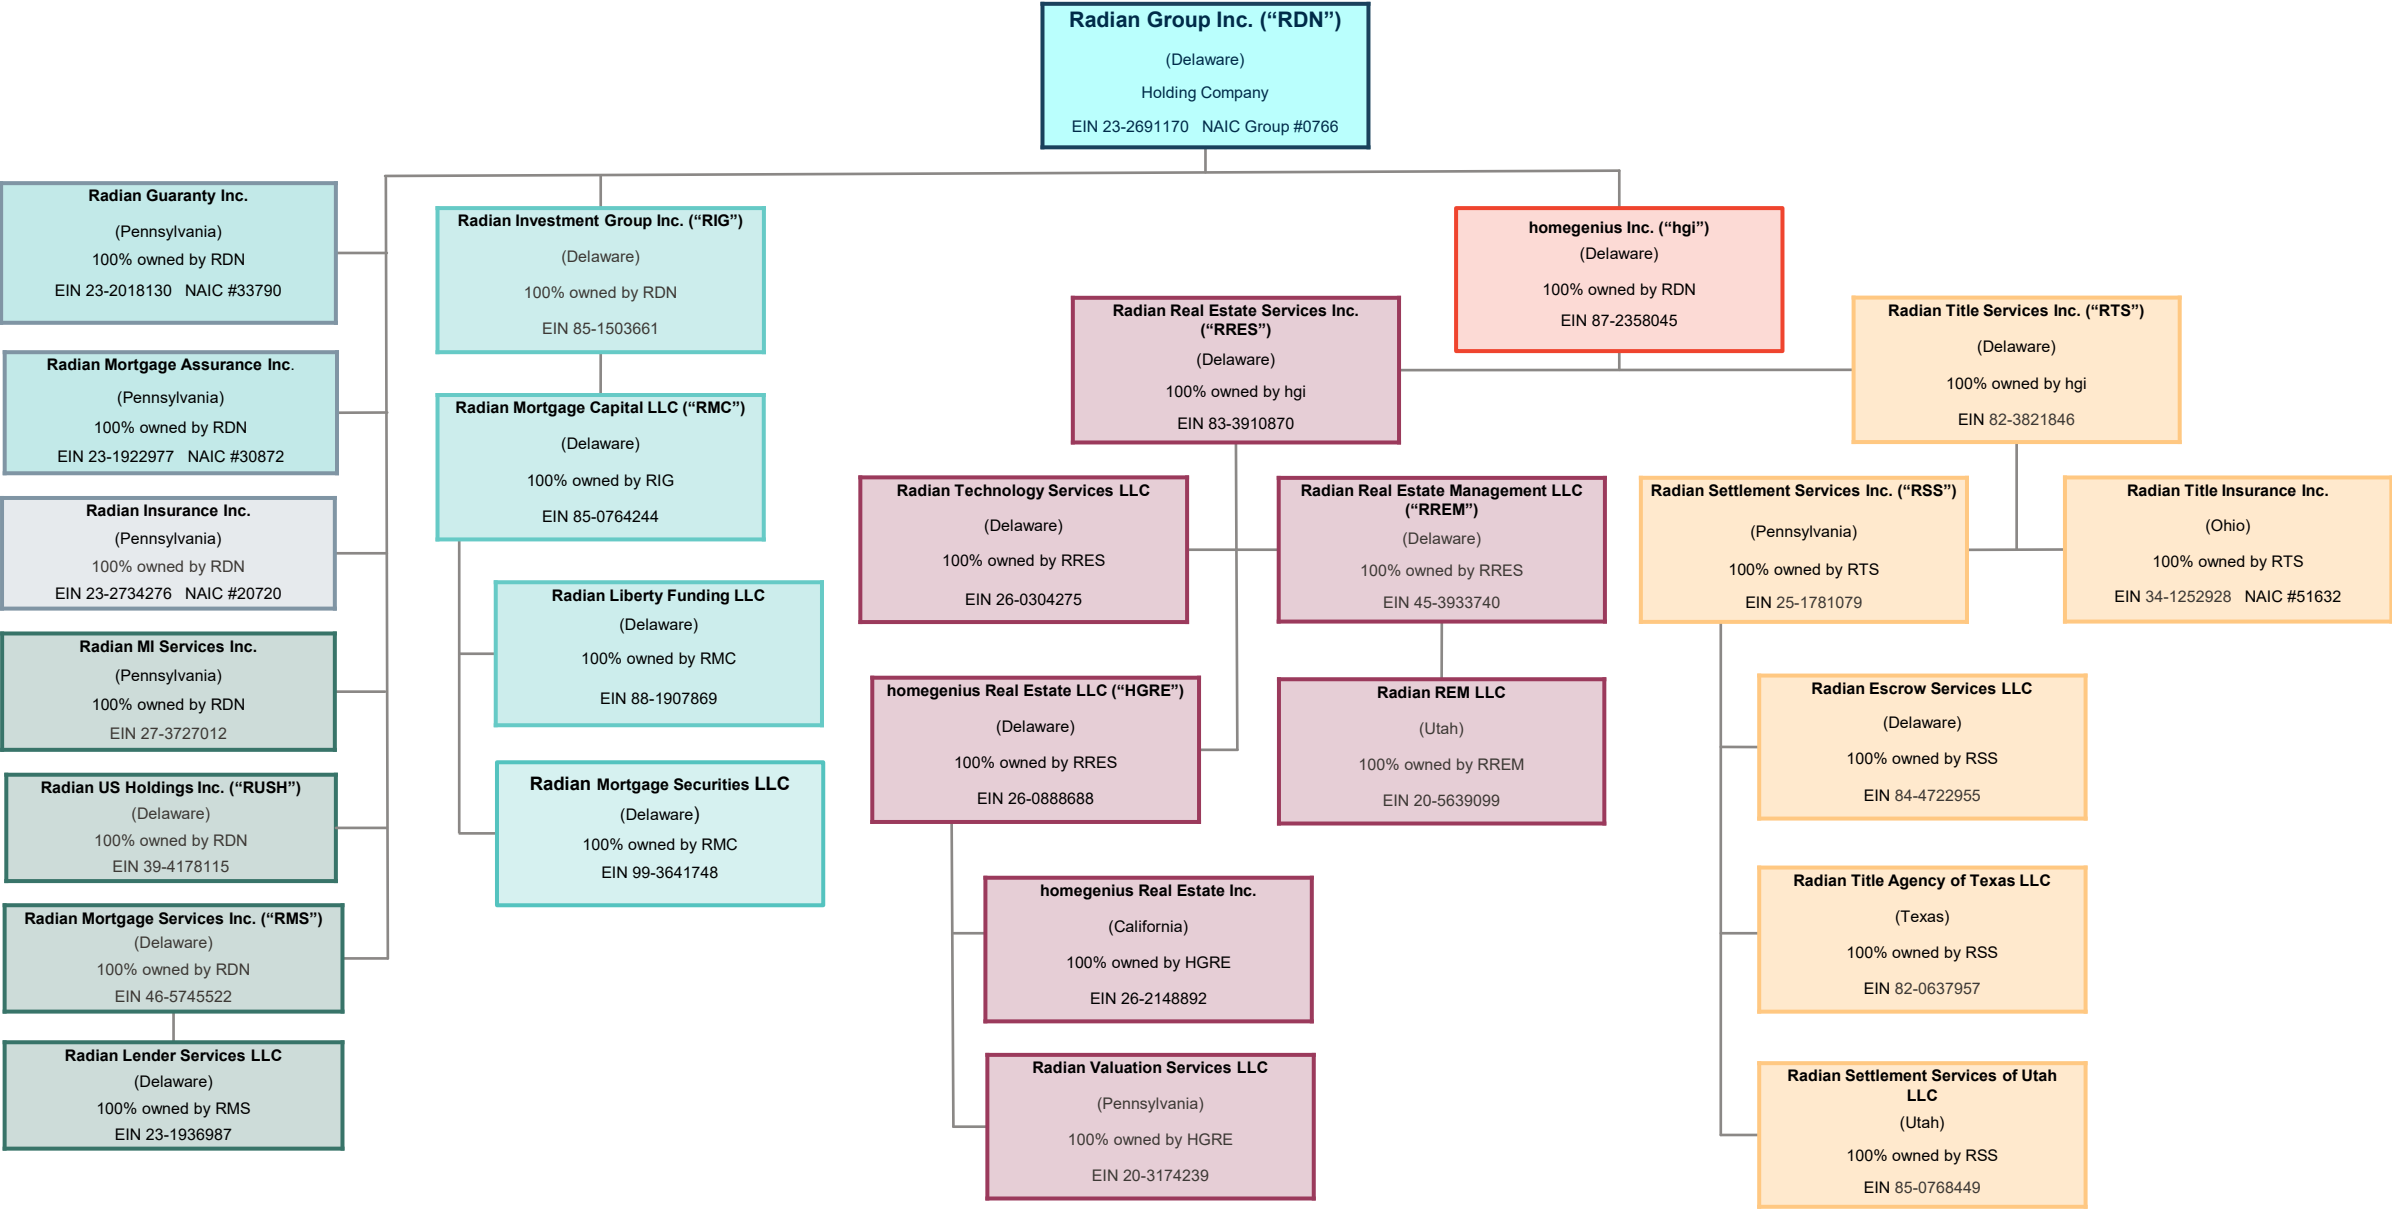 Radian Group Inc. (“RDN”)
(Delaware)
Holding Company
EIN 23-2691170 NAIC Group #0766
Radian Guaranty Inc.
(Pennsylvania)
100% owned by RDN
EIN 23-2018130 NAIC #33790
Radian Mortgage Assurance Inc.
(Pennsylvania)
100% owned by RDN
EIN 23-1922977 NAIC #30872
Radian Insurance Inc.
(Pennsylvania)
100% owned by RDN
EIN 23-2734276 NAIC #20720
Radian MI Services Inc.
(Pennsylvania)
100% owned by RDN
EIN 27-3727012
Radian US Holdings Inc. (“RUSH”)
(Delaware)
100% owned by RDN
EIN 39-4178115
Radian Mortgage Services Inc. (“RMS”)
(Delaware)
100% owned by RDN
EIN 46-5745522
Radian Lender Services LLC
(Delaware)
100% owned by RMS
EIN 23-1936987
Radian Investment Group Inc. (“RIG”)
(Delaware)
100% owned by RDN
EIN 85-1503661
Radian Mortgage Capital LLC (“RMC”)
(Delaware)
100% owned by RIG
EIN 85-0764244
Radian Liberty Funding LLC
(Delaware)
100% owned by RMC
EIN 88-1907869
Radian Mortgage Securities LLC
(Delaware)
100% owned by RMC
EIN 99-3641748
homegenius Inc. (“hgi”)
(Delaware)
100% owned by RDN
EIN 87-2358045
Radian Real Estate Services Inc.
(“RRES”)
(Delaware)
100% owned by hgi
EIN 83-3910870
Radian Technology Services LLC
(Delaware)
100% owned by RRES
EIN 26-0304275
Radian Real Estate Management LLC
(“RREM”)
(Delaware)
100% owned by RRES
EIN 45-3933740
homegenius Real Estate LLC (“HGRE”)
(Delaware)
100% owned by RRES
EIN 26-0888688
Radian REM LLC
(Utah)
100% owned by RREM
EIN 20-5639099
homegenius Real Estate Inc.
(California)
100% owned by HGRE
EIN 26-2148892
Radian Valuation Services LLC
(Pennsylvania)
100% owned by HGRE
EIN 20-3174239
Radian Title Services Inc. (“RTS”)
(Delaware)
100% owned by hgi
EIN 82-3821846
Radian Settlement Services Inc. (“RSS”)
(Pennsylvania)
100% owned by RTS
EIN 25-1781079
Radian Title Insurance Inc.
(Ohio)
100% owned by RTS
EIN 34-1252928 NAIC #51632
Radian Escrow Services LLC
(Delaware)
100% owned by RSS
EIN 84-4722955
Radian Title Agency of Texas LLC
(Texas)
100% owned by RSS
EIN 82-0637957
Radian Settlement Services of Utah
LLC
(Utah)
100% owned by RSS
EIN 85-0768449